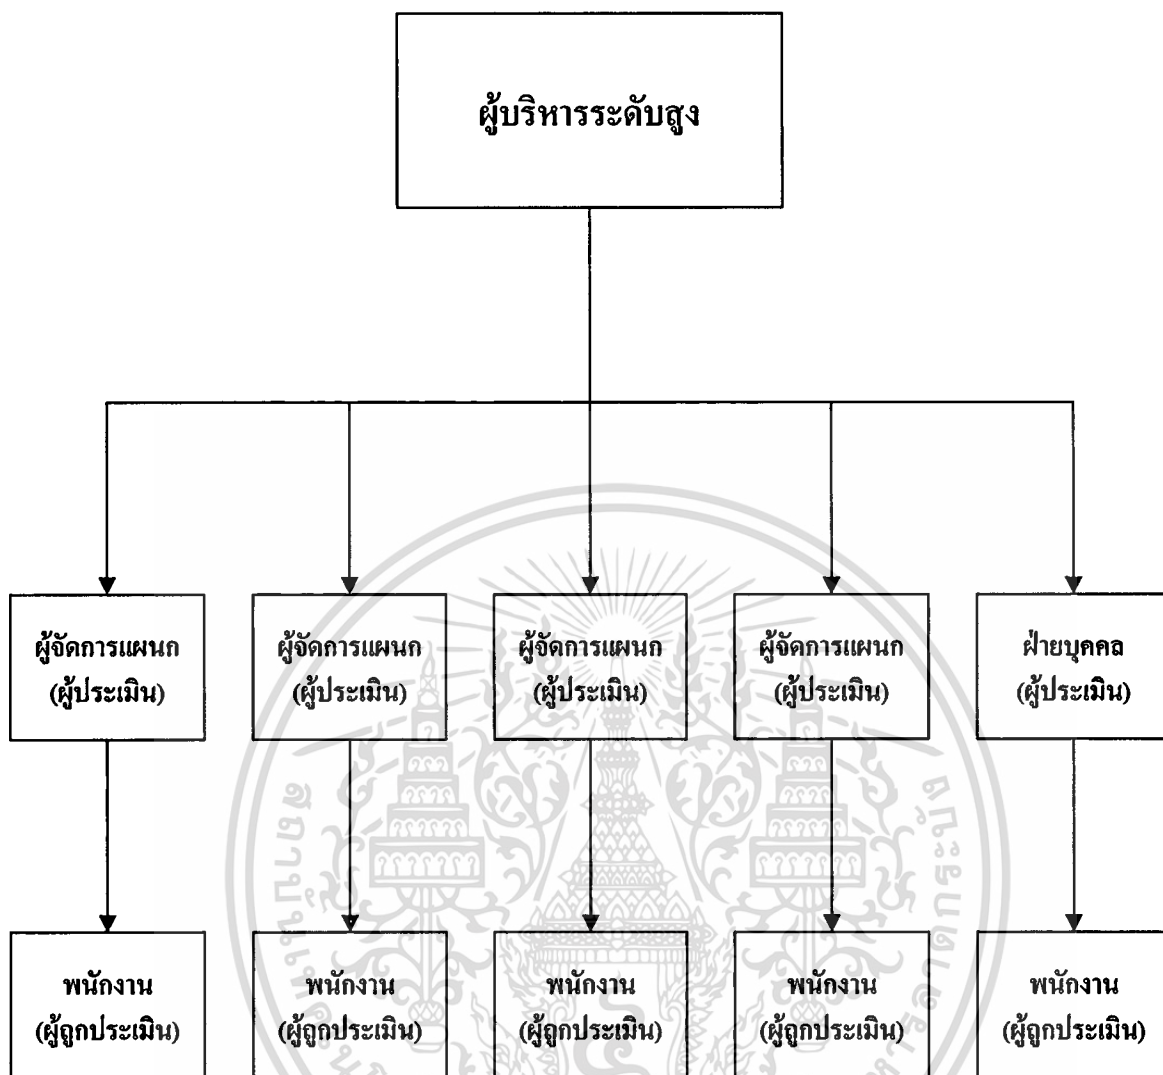 ผู้บริหารระดับสูง
ผู้จัดการแผนก
(ผู้ประเมิน)
ผู้จัดการแผนก
(ผู้ประเมิน)
ผู้จัดการแผนก
(ผู้ประเมิน)
ผู้จัดการแผนก
(ผู้ประเมิน)
ฝ่ายบุคคล
(ผู้ประเมิน)
พนักงาน
(ผู้ถูกประเมิน)
พนักงาน
(ผู้ถูกประเมิน)
พนักงาน
(ผู้ถูกประเมิน)
พนักงาน
(ผู้ถูกประเมิน)
พนักงาน
(ผู้ถูกประเมิน)